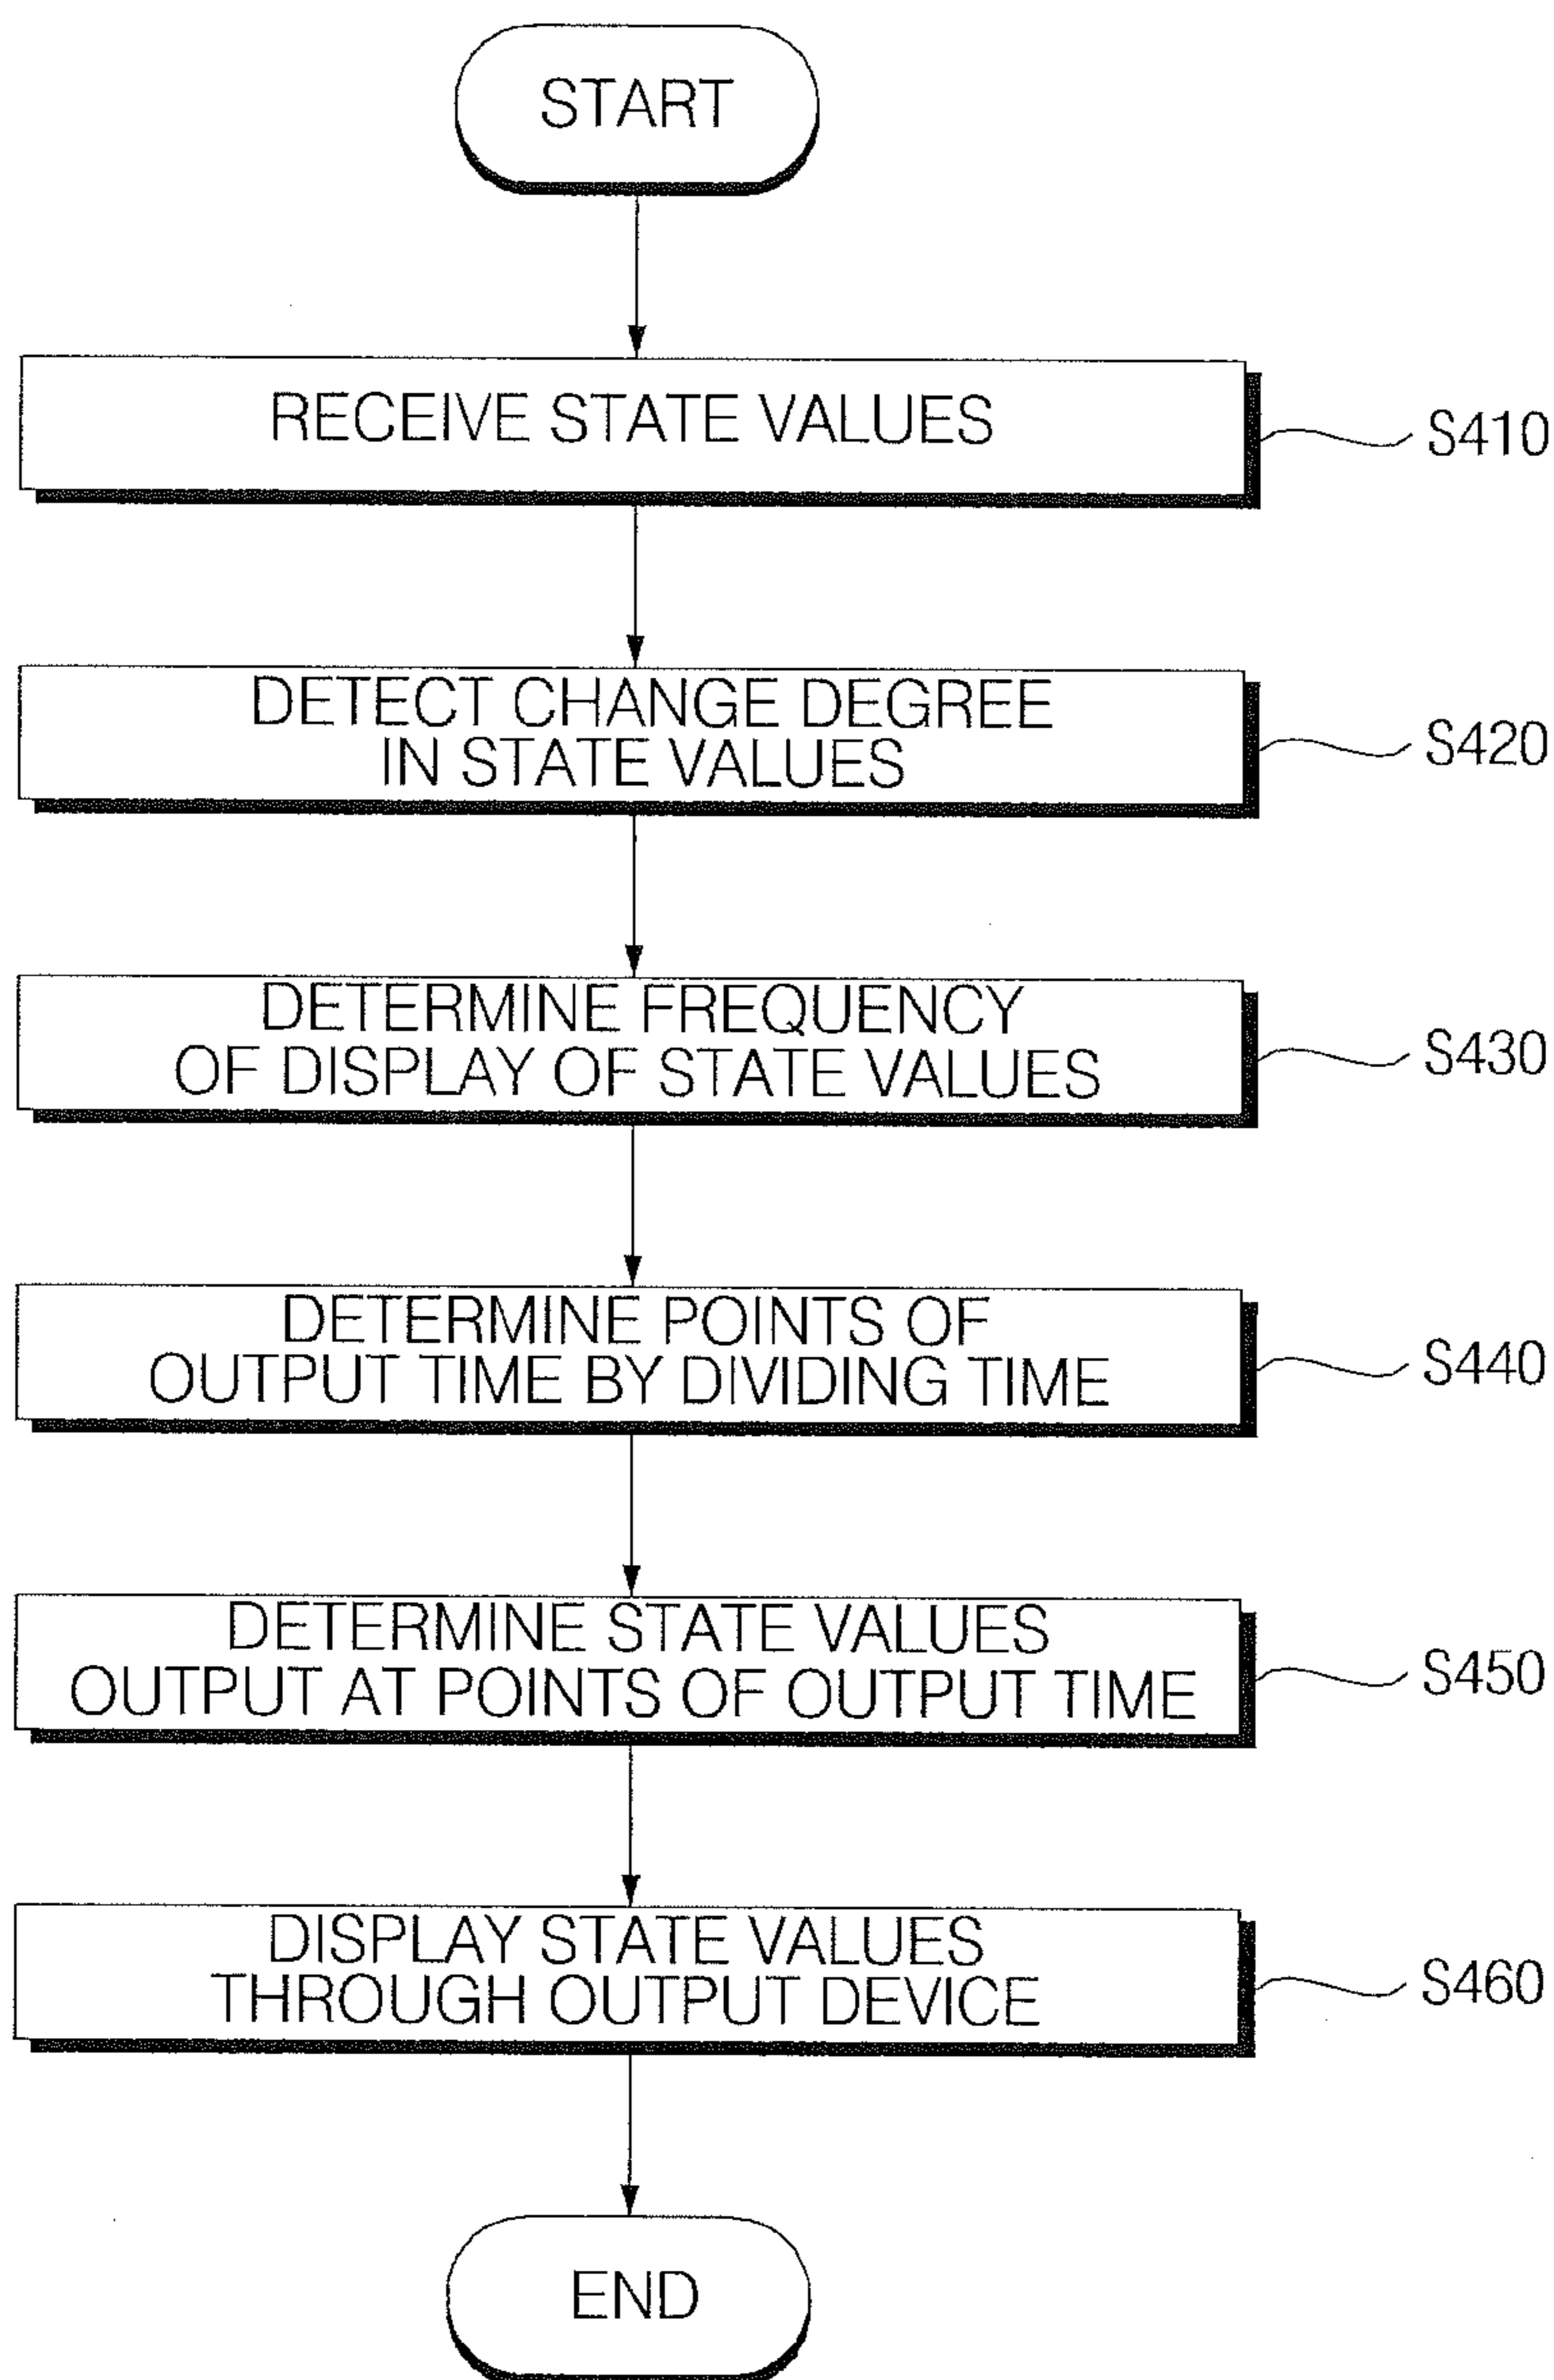 START
RECEIVE STATE VALUES
S410
DETECT CHANGE DEGREE
IN STATE VALUES
S420
DETERMINE FREQUENCY
OF DISPLAY OF STATE VALUES
S430
DETERMINE POINTS OF
OUTPUT TIME BY DIVIDING TIME
S440
DETERMINE STATE VALUES
OUTPUT AT POINTS OF OUTPUT TIME
S450
DISPLAY STATE VALUES
THROUGH OUTPUT DEVICE
S460
END